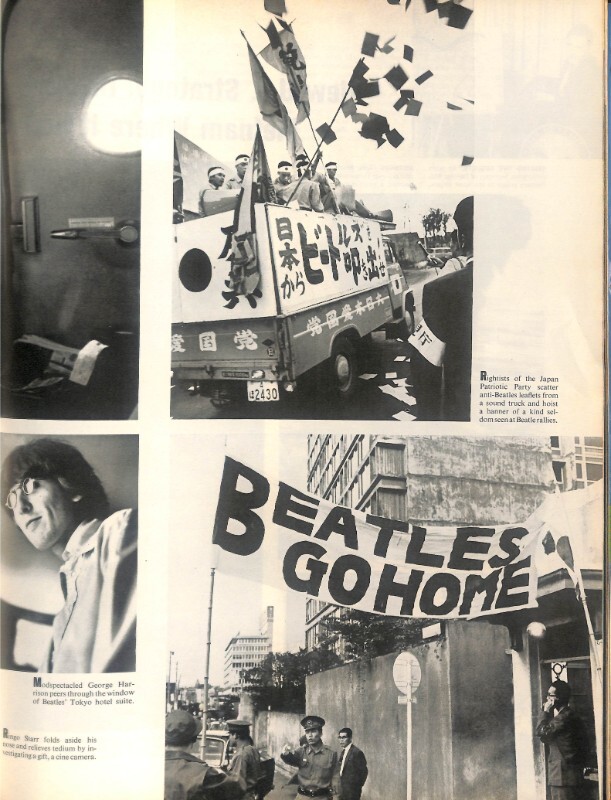 日本
から
ビートルズを
叩き出せ
大日本愛国党
愛国党
2430
Rightists of the Japan
Patriotic Party scatter
anti-Beatles leaflets from
a sound truck and hoist
a banner of a kind sel-
dom seen at Beatle rallies.
BEATLES
GO HOME
Modspectacled George Har-
rison peers through the window
of Beatles' Tokyo hotel suite.
Ringo Starr folds aside his
nose and relieves tedium by in-
vestigating a gift, a cine camera.